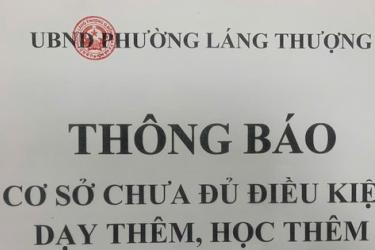 UBND PHƯỜNG LÁNG THƯỢNG
THÔNG BÁO
CƠ SỞ CHƯA ĐỦ ĐIỀU KIỆ
DẠY THÊM, HỌC THÊM